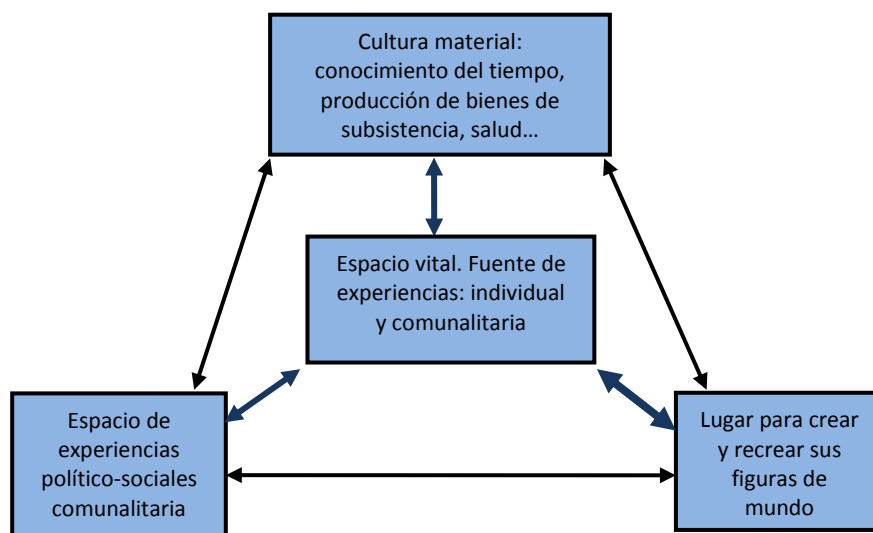 Cultura material:
conocimiento del tiempo,
producción de bienes de
subsistencia, salud…
Espacio vital. Fuente de
experiencias: individual
y comunalitaria
Espacio de
experiencias
político-sociales
comunalitaria
Lugar para crear
y recrear sus
figuras de
mundo